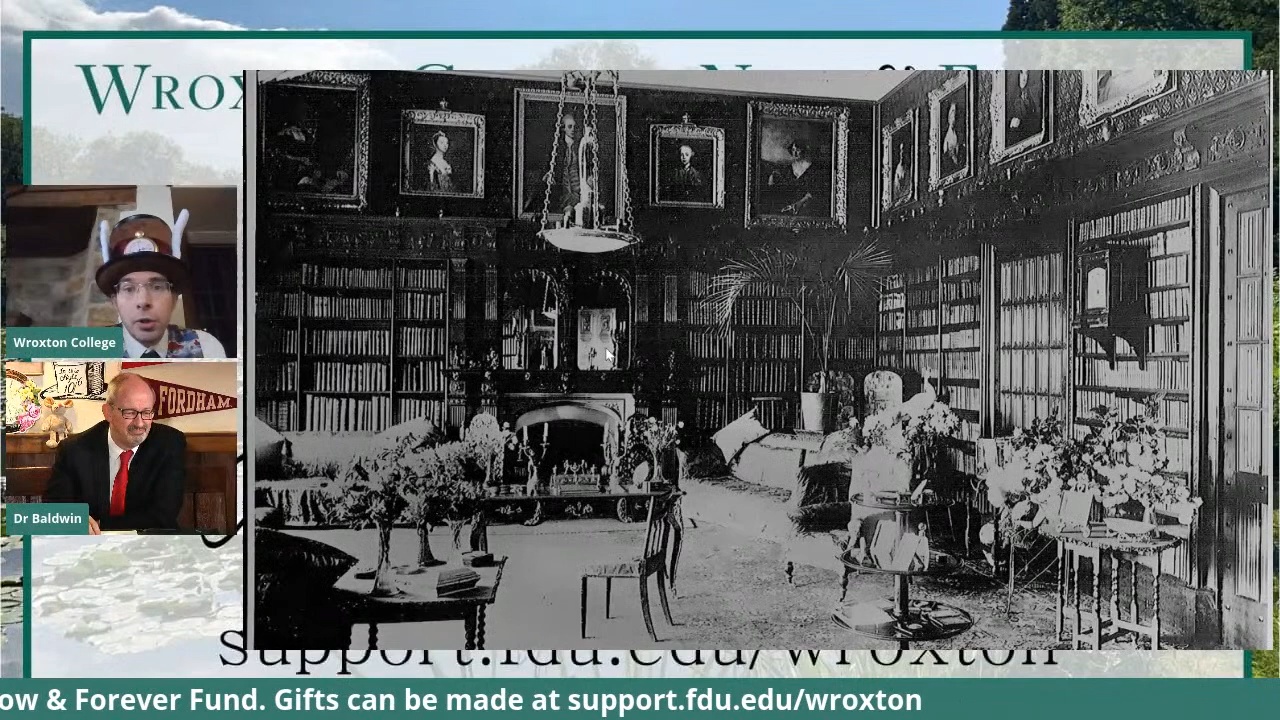 WROX
Wroxton College
FORDHAM
Dr Baldwin
support.fdu.edu/wroxton
ow & Forever Fund. Gifts can be made at support.fdu.edu/wroxton